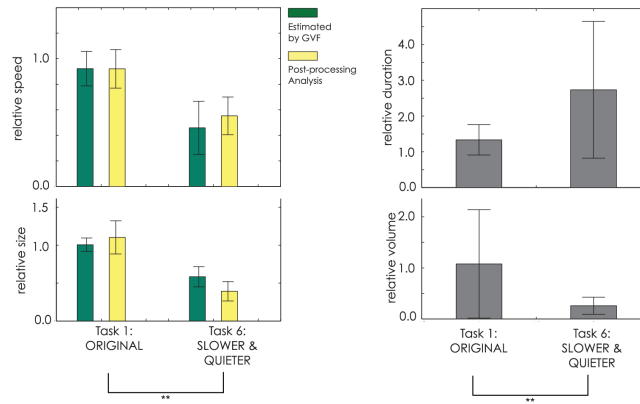 Estimated
by GVF
Post-processing
Analysis
relative speed
1.0
0.0
relative size
1.5
1.0
0.0
Task 1:
ORIGINAL
Task 6:
SLOWER &
QUIETER
**
relative duration
4.0
3.0
2.0
1.0
0.0
relative volume
2.0
1.0
0.0
Task 1:
ORIGINAL
Task 6:
SLOWER &
QUIETER
**